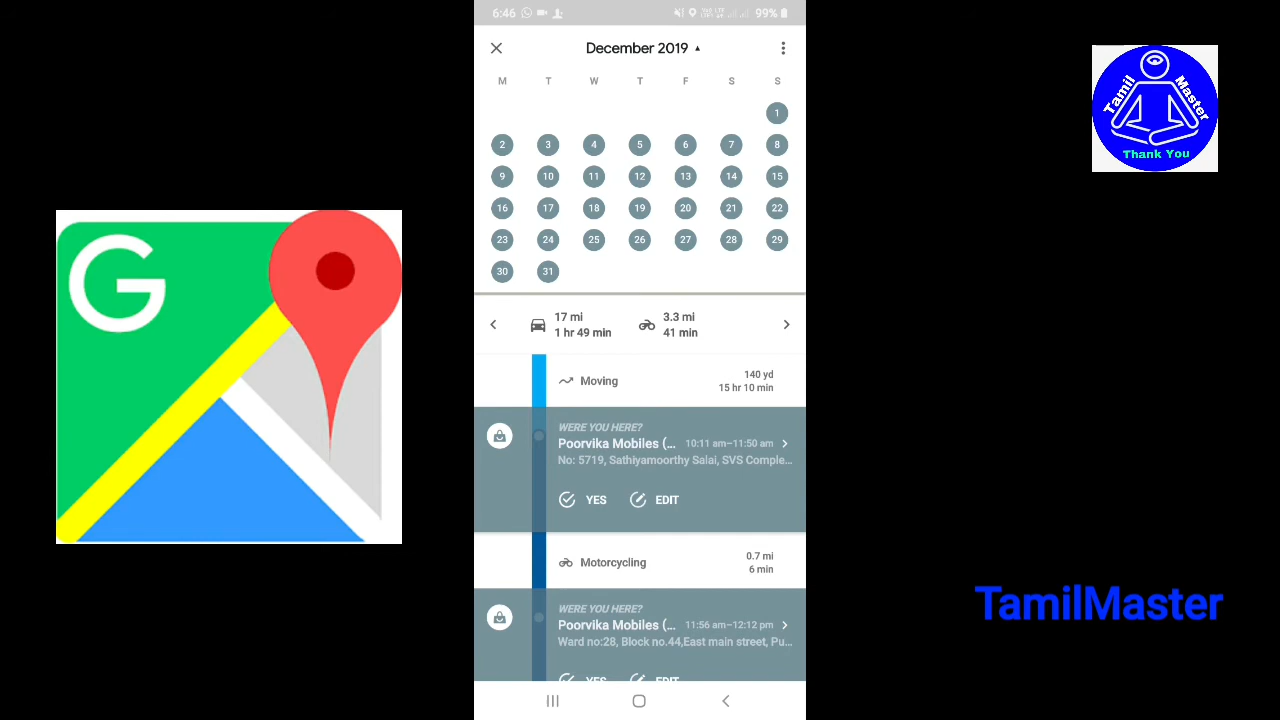 6:46
99%
December 2019
M T W T F S S
1
2 3 4 5 6 7 8
9 10 11 12 13 14 15
16 17 18 19 20 21 22
23 24 25 26 27 28 29
30 31
17 mi
1 hr 49 min
3.3 mi
41 min
Moving
140 yd
15 hr 10 min
WERE YOU HERE?
Poorvika Mobiles (... 10:11 am–11:50 am
No: 5719, Sathiyamoorthy Salai, SVS Comple...
YES EDIT
Motorcycling
0.7 mi
6 min
WERE YOU HERE?
Poorvika Mobiles (... 11:56 am–12:12 pm
Ward no:28, Block no.44,East main street, Pu...
YES EDIT
G
Tamil Master
Thank You
TamilMaster